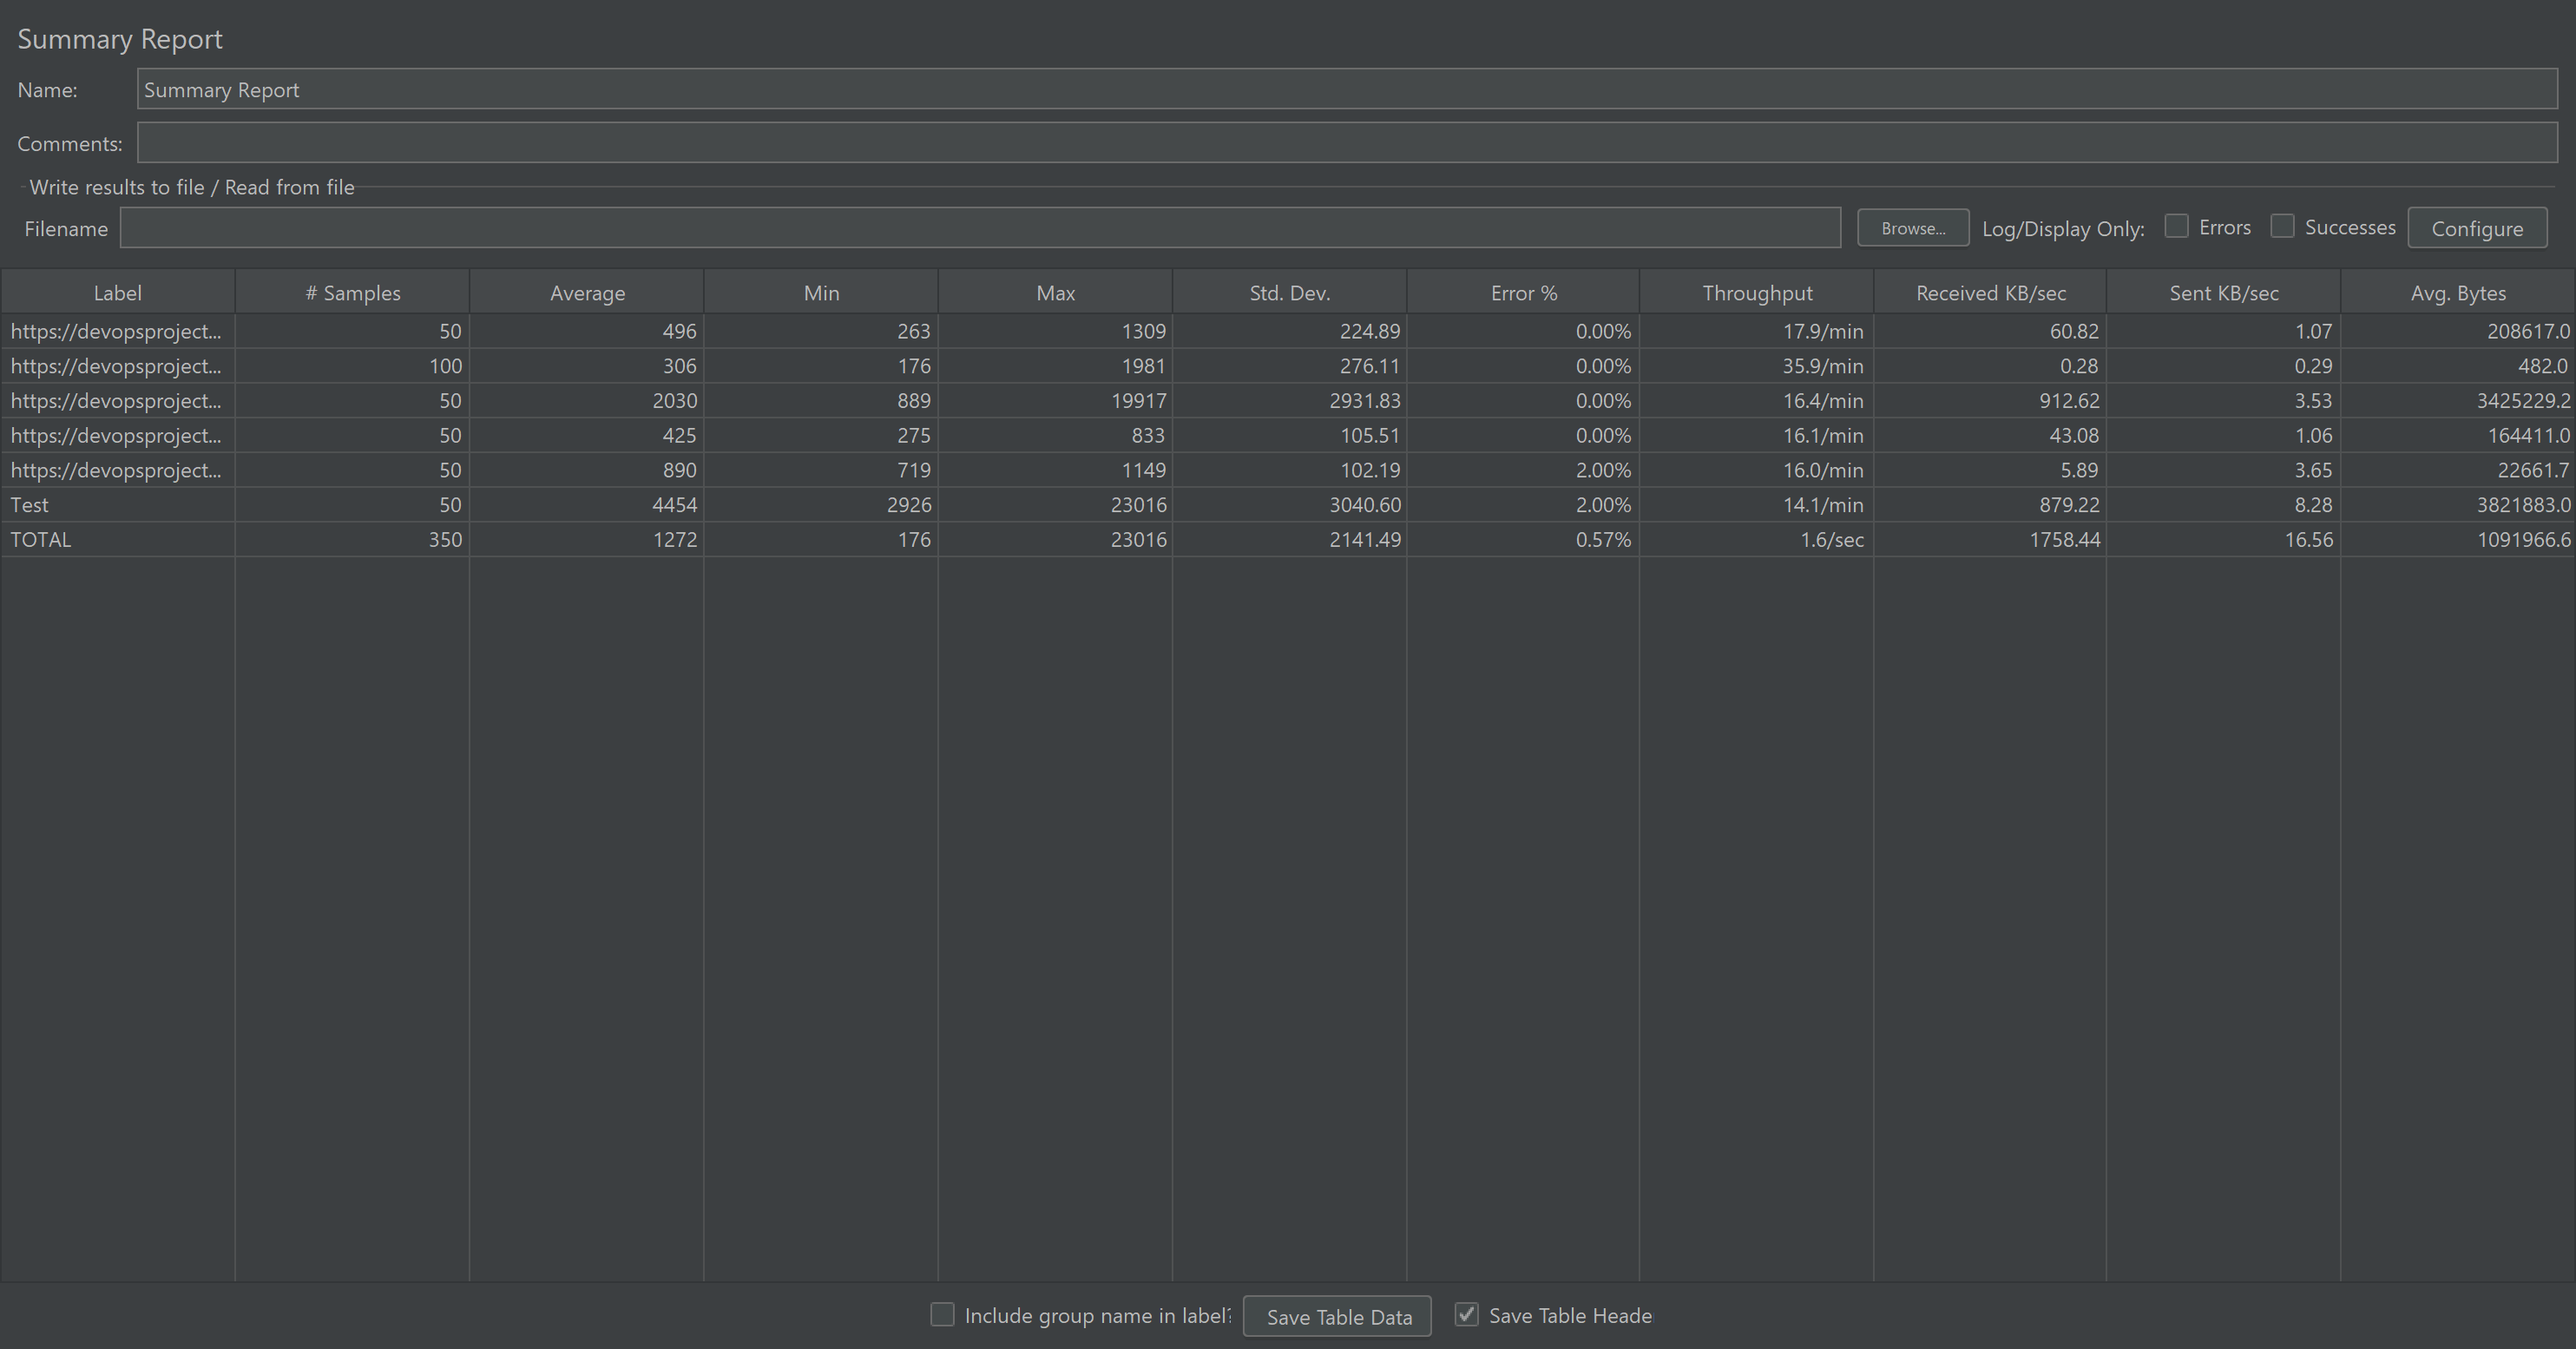 Summary Report
Name: Summary Report
Comments:
Write results to file / Read from file
Filename Browse... Log/Display Only: Errors Successes Configure
Label # Samples Average Min Max Std. Dev. Error % Throughput Received KB/sec Sent KB/sec Avg. Bytes
https://devopsproject... 50 496 263 1309 224.89 0.00% 17.9/min 60.82 1.07 208617.0
https://devopsproject... 100 306 176 1981 276.11 0.00% 35.9/min 0.28 0.29 482.0
https://devopsproject... 50 2030 889 19917 2931.83 0.00% 16.4/min 912.62 3.53 3425229.2
https://devopsproject... 50 425 275 833 105.51 0.00% 16.1/min 43.08 1.06 164411.0
https://devopsproject... 50 890 719 1149 102.19 2.00% 16.0/min 5.89 3.65 22661.7
Test 50 4454 2926 23016 3040.60 2.00% 14.1/min 879.22 8.28 3821883.0
TOTAL 350 1272 176 23016 2141.49 0.57% 1.6/sec 1758.44 16.56 1091966.6
Include group name in label? Save Table Data Save Table Heade